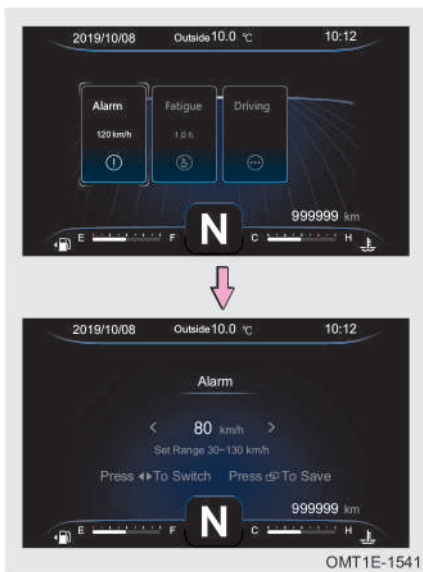 2019/10/08 Outside 10.0 ℃ 10:12
Alarm Fatigue Driving
120 km/h 1.0 h
999999 km
E F N C H
2019/10/08 Outside 10.0 ℃ 10:12
Alarm
< 80 km/h >
Set Range 30~130 km/h
Press To Switch Press To Save
999999 km
E F N C H
OMT1E-1541